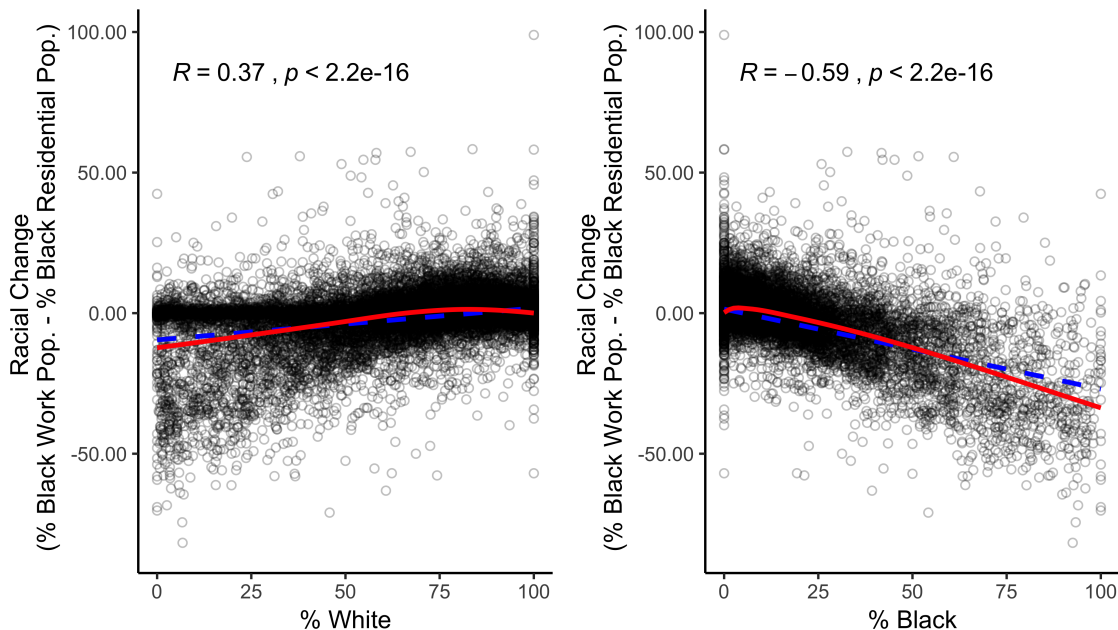 Racial Change
(% Black Work Pop. - % Black Residential Pop.)
100.00
50.00
0.00
-50.00
R = 0.37 , p < 2.2e-16
0 25 50 75 100
% White
Racial Change
(% Black Work Pop. - % Black Residential Pop.)
100.00
50.00
0.00
-50.00
R = −0.59 , p < 2.2e-16
0 25 50 75 100
% Black